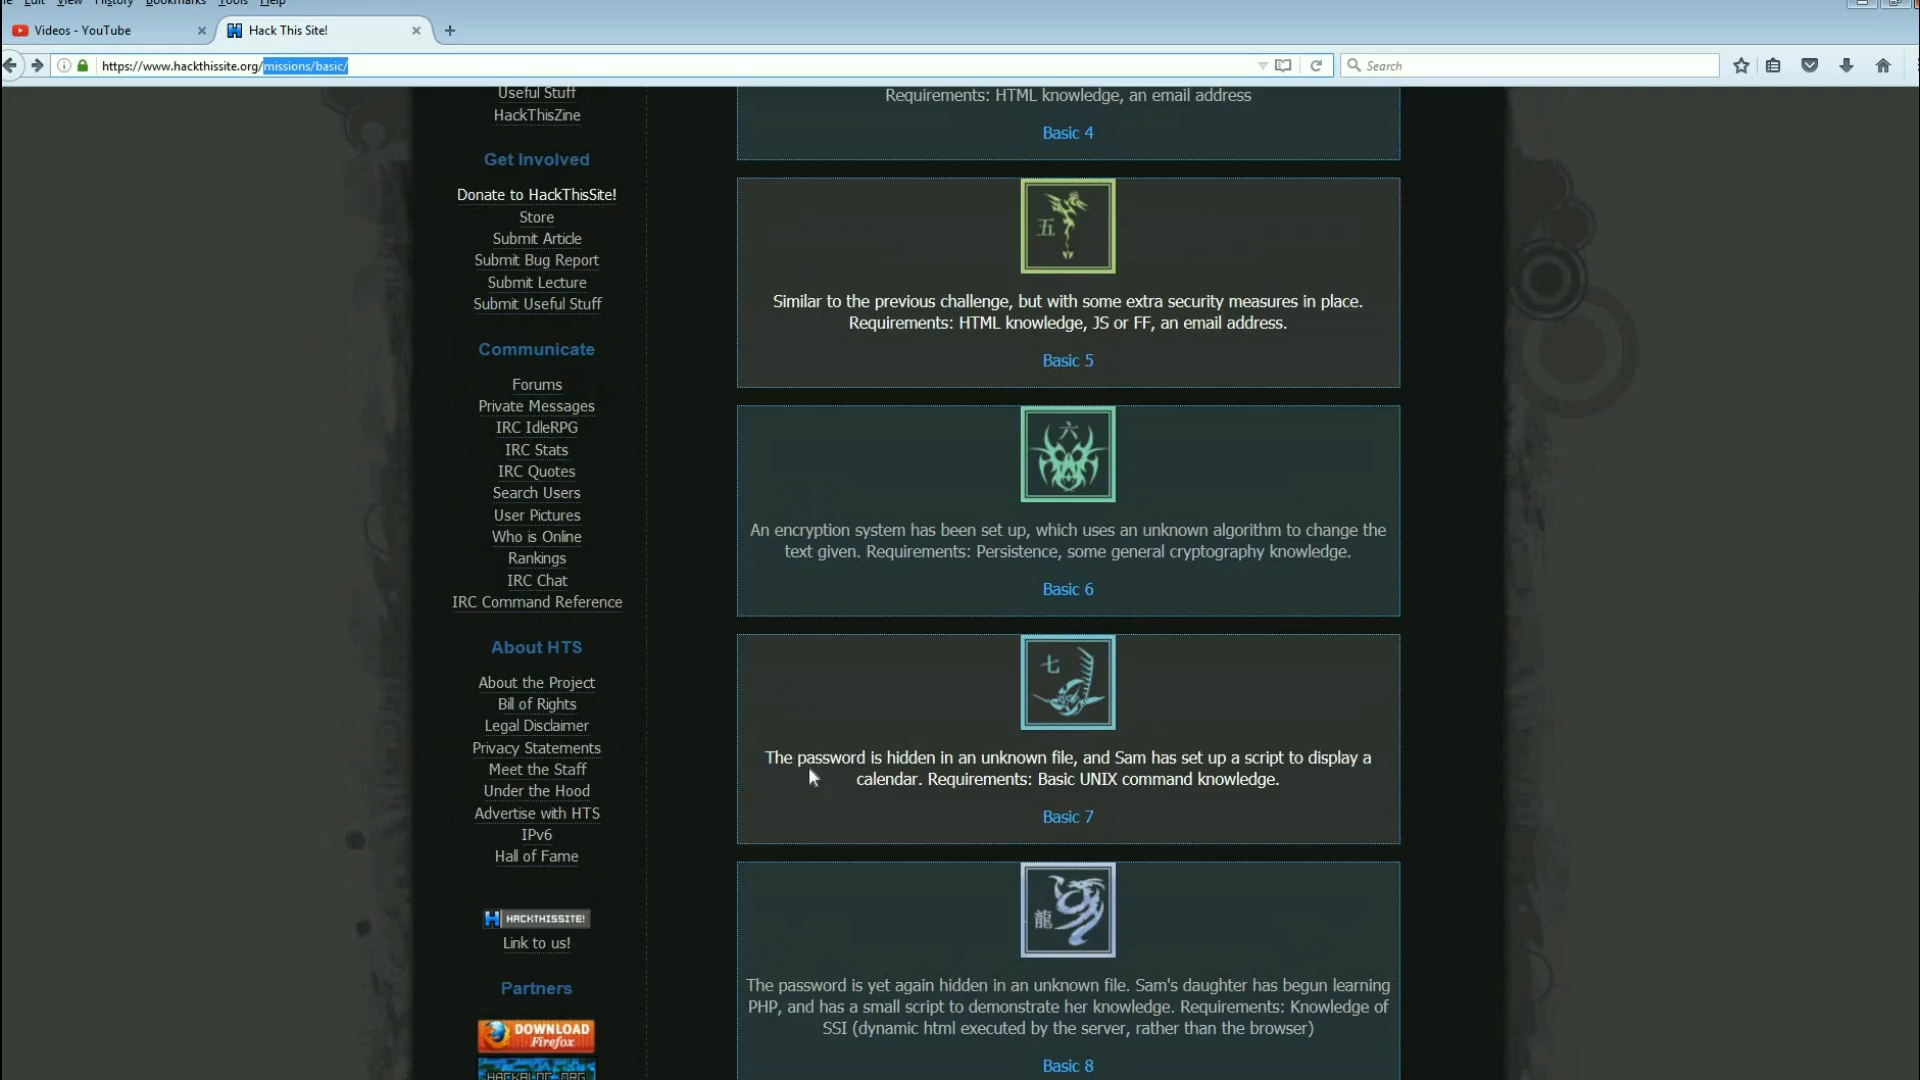 Edit View History Bookmarks Tools Help
Videos - YouTube
Hack This Site!
https://www.hackthissite.org/missions/basic/
Search
Useful Stuff
HackThisZine
Get Involved
Donate to HackThisSite!
Store
Submit Article
Submit Bug Report
Submit Lecture
Submit Useful Stuff
Communicate
Forums
Private Messages
IRC IdleRPG
IRC Stats
IRC Quotes
Search Users
User Pictures
Who is Online
Rankings
IRC Chat
IRC Command Reference
About HTS
About the Project
Bill of Rights
Legal Disclaimer
Privacy Statements
Meet the Staff
Under the Hood
Advertise with HTS
IPv6
Hall of Fame
HACKTHISSITE!
Link to us!
Partners
DOWNLOAD
Firefox
Requirements: HTML knowledge, an email address
Basic 4
五
Similar to the previous challenge, but with some extra security measures in place.
Requirements: HTML knowledge, JS or FF, an email address.
Basic 5
六
An encryption system has been set up, which uses an unknown algorithm to change the
text given. Requirements: Persistence, some general cryptography knowledge.
Basic 6
七
The password is hidden in an unknown file, and Sam has set up a script to display a
calendar. Requirements: Basic UNIX command knowledge.
Basic 7
龍
The password is yet again hidden in an unknown file. Sam's daughter has begun learning
PHP, and has a small script to demonstrate her knowledge. Requirements: Knowledge of
SSI (dynamic html executed by the server, rather than the browser)
Basic 8